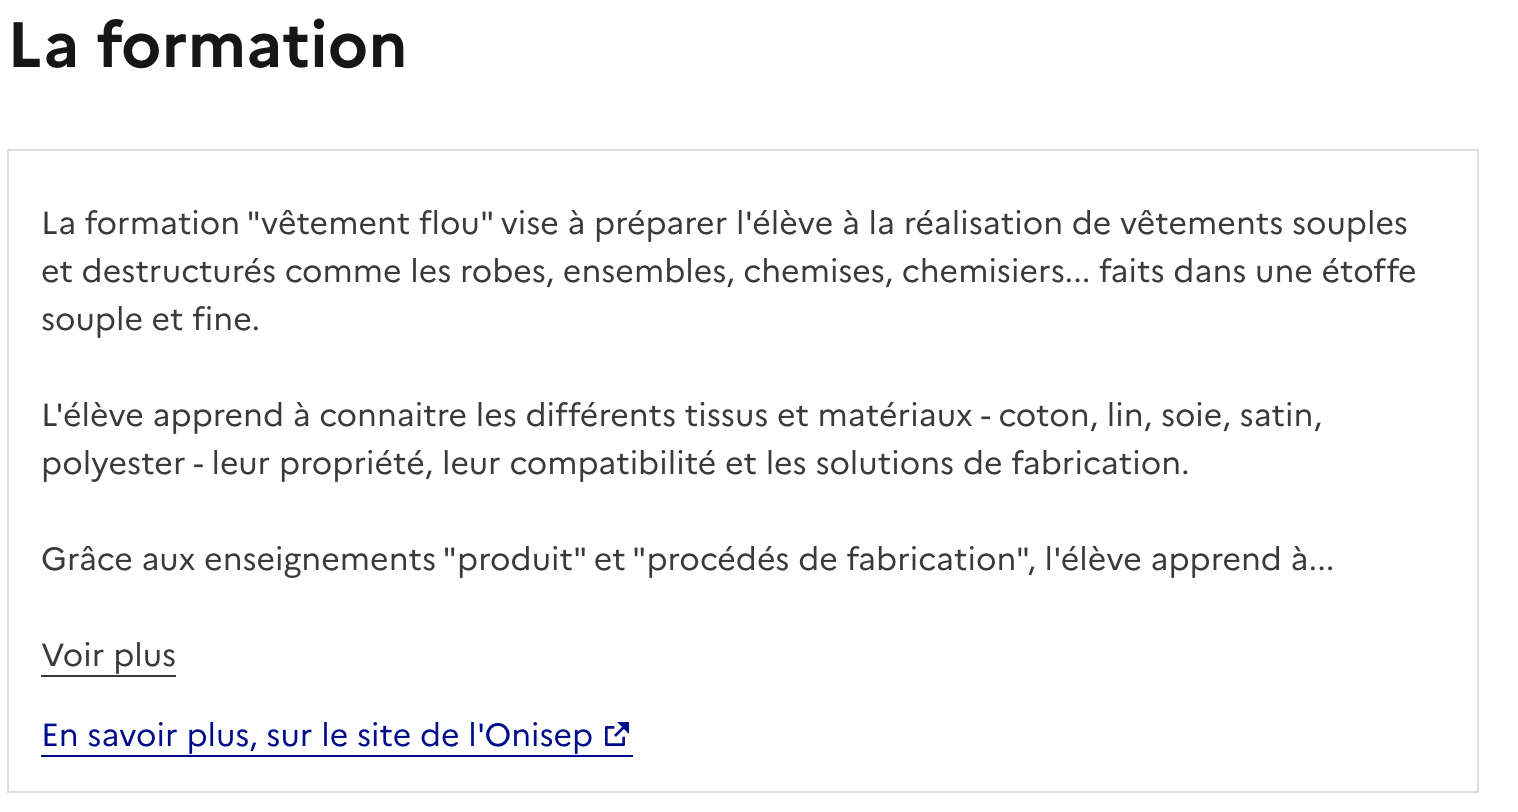 La formation
La formation "vêtement flou" vise à préparer l'élève à la réalisation de vêtements souples
et destructurés comme les robes, ensembles, chemises, chemisiers... faits dans une étoffe
souple et fine.
L'élève apprend à connaitre les différents tissus et matériaux - coton, lin, soie, satin,
polyester - leur propriété, leur compatibilité et les solutions de fabrication.
Grâce aux enseignements "produit" et "procédés de fabrication", l'élève apprend à...
Voir plus
En savoir plus, sur le site de l'Onisep